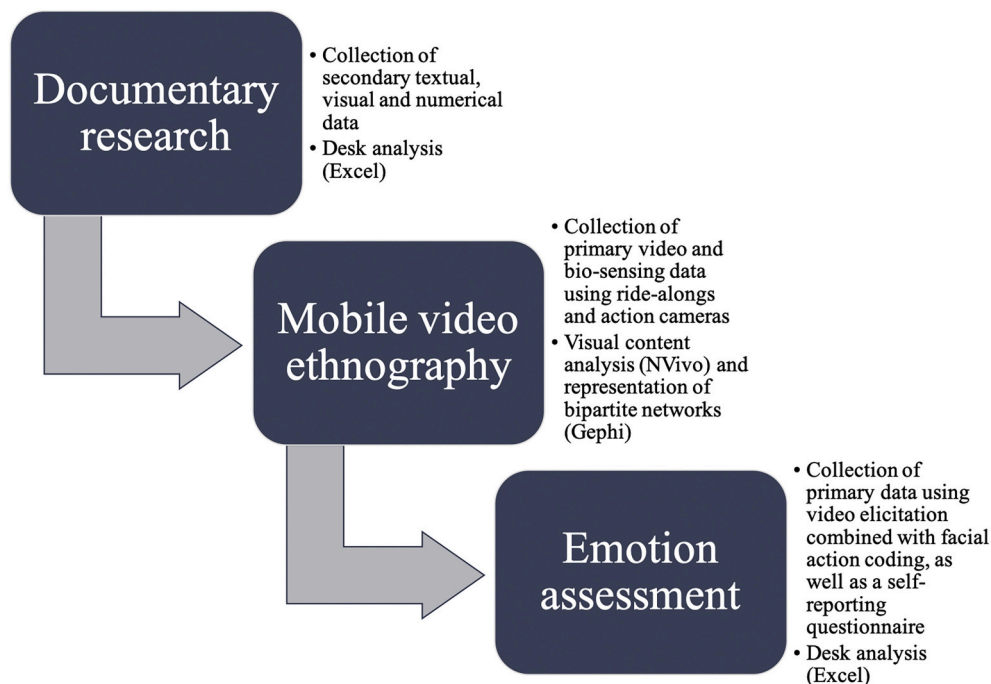 Documentary
research
• Collection of
secondary textual,
visual and numerical
data
• Desk analysis
(Excel)
Mobile video
ethnography
• Collection of
primary video and
bio-sensing data
using ride-alongs
and action cameras
• Visual content
analysis (NVivo) and
representation of
bipartite networks
(Gephi)
Emotion
assessment
• Collection of
primary data using
video elicitation
combined with facial
action coding, as
well as a self-
reporting
questionnaire
• Desk analysis
(Excel)